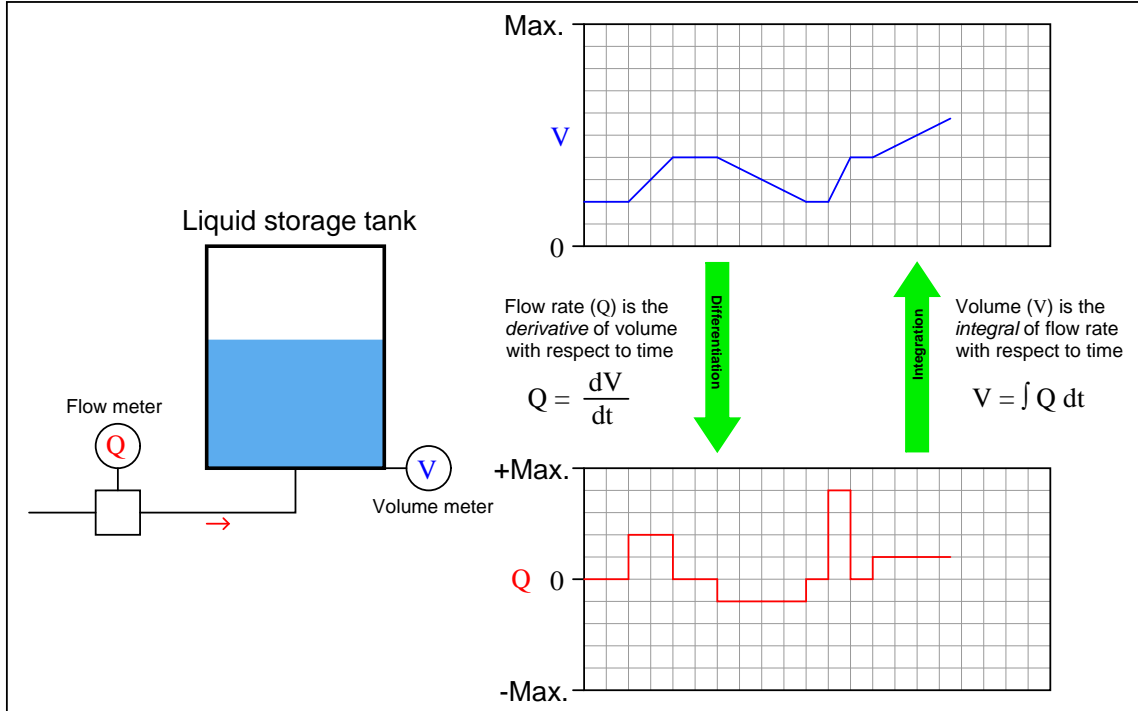 Max.
V
0
Liquid storage tank
Flow meter
Q
V
Volume meter
Flow rate (Q) is the
derivative of volume
with respect to time
Q = dV
dt
Differentiation
Integration
Volume (V) is the
integral of flow rate
with respect to time
V = ∫ Q dt
+Max.
Q 0
-Max.